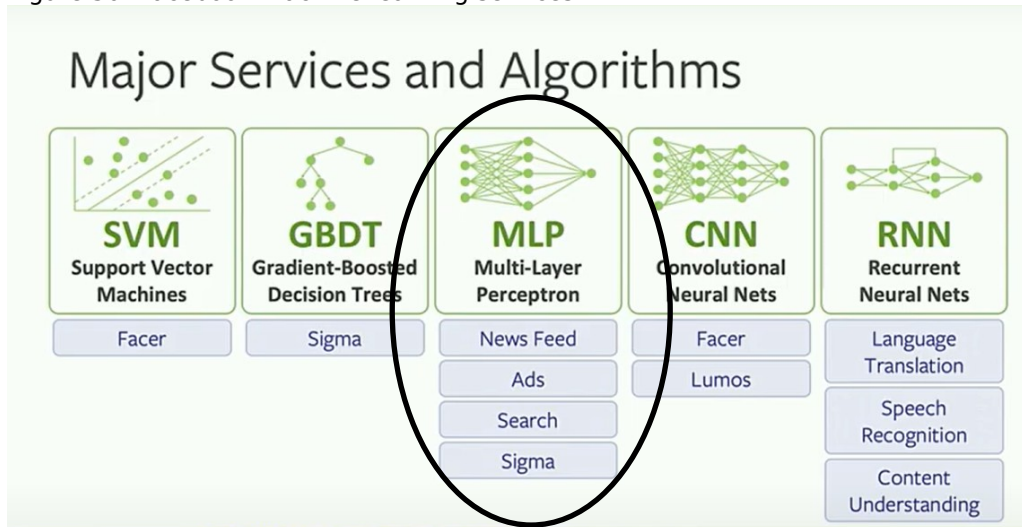 Major Services and Algorithms
SVM
Support Vector
Machines
Facer
GBDT
Gradient-Boosted
Decision Trees
Sigma
MLP
Multi-Layer
Perceptron
News Feed
Ads
Search
Sigma
CNN
Convolutional
Neural Nets
Facer
Lumos
RNN
Recurrent
Neural Nets
Language
Translation
Speech
Recognition
Content
Understanding